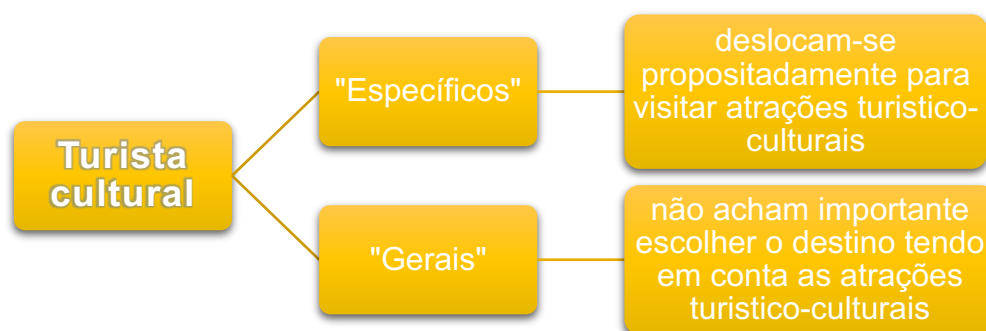 Turista
cultural
"Específicos"
deslocam-se
propositadamente para
visitar atrações turistico-
culturais
"Gerais"
não acham importante
escolher o destino tendo
em conta as atrações
turistico-culturais